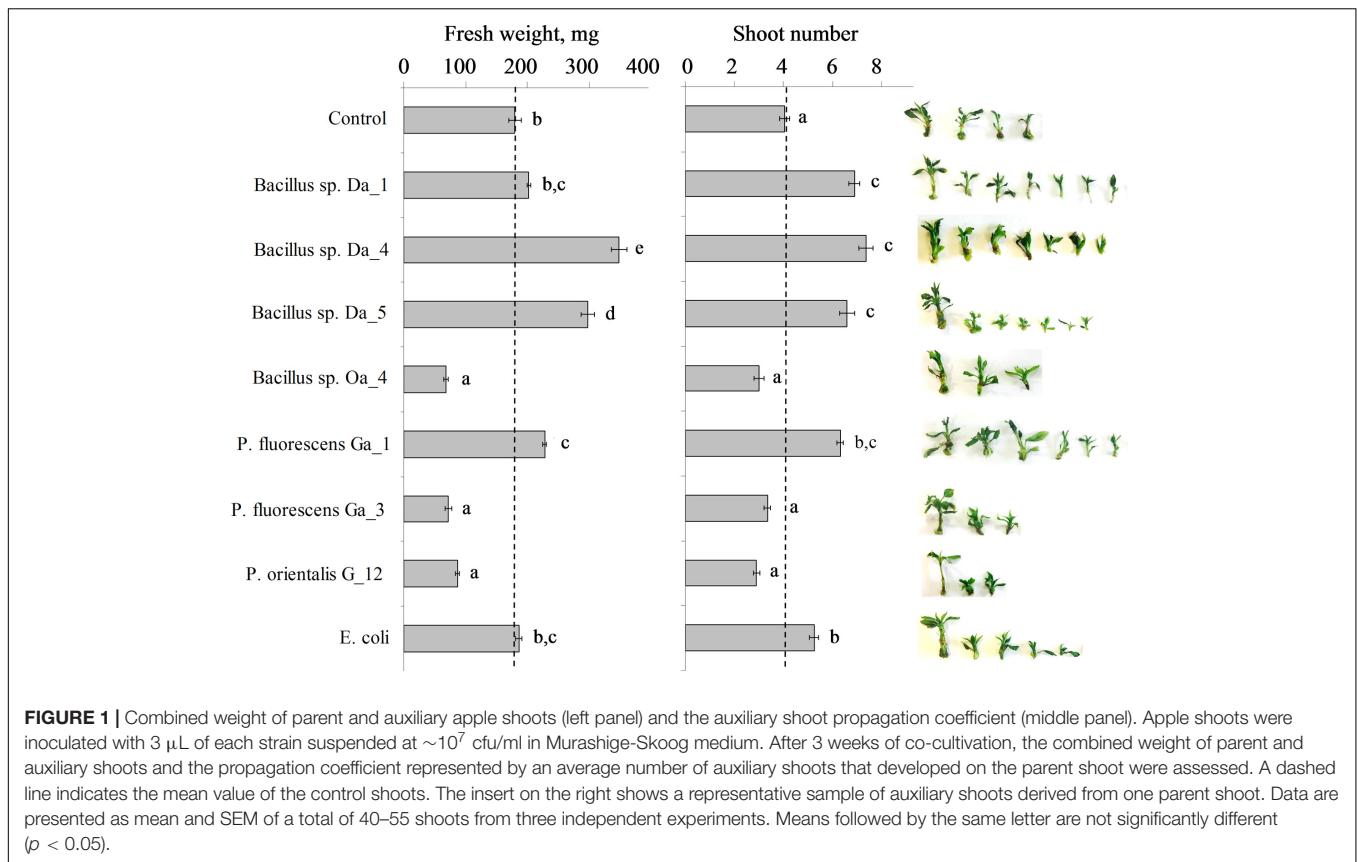 Fresh weight, mg Shoot number
0 100 200 300 400 0 2 4 6 8
Control b a
Bacillus sp. Da_1 b,c c
Bacillus sp. Da_4 e c
Bacillus sp. Da_5 d c
Bacillus sp. Oa_4 a a
P. fluorescens Ga_1 c b,c
P. fluorescens Ga_3 a a
P. orientalis G_12 a a
E. coli b,c b
FIGURE 1 | Combined weight of parent and auxiliary apple shoots (left panel) and the auxiliary shoot propagation coefficient (middle panel). Apple shoots were
inoculated with 3 μL of each strain suspended at ∼10⁷ cfu/ml in Murashige-Skoog medium. After 3 weeks of co-cultivation, the combined weight of parent and
auxiliary shoots and the propagation coefficient represented by an average number of auxiliary shoots that developed on the parent shoot were assessed. A dashed
line indicates the mean value of the control shoots. The insert on the right shows a representative sample of auxiliary shoots derived from one parent shoot. Data are
presented as mean and SEM of a total of 40–55 shoots from three independent experiments. Means followed by the same letter are not significantly different
(p < 0.05).